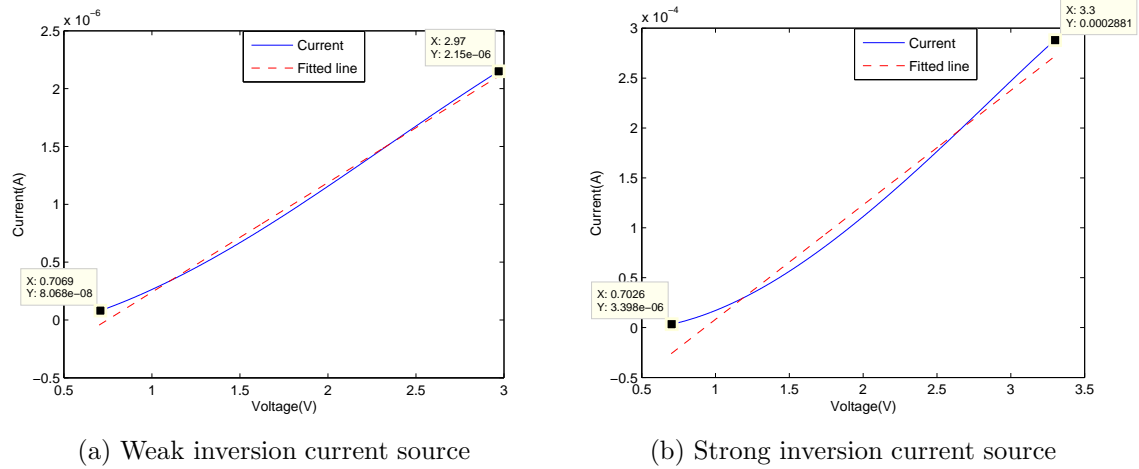 x 10−6
2.5
2
1.5
1
0.5
0
−0.5
0.5
1
1.5
2
2.5
3
Current(A)
Voltage(V)
Current
Fitted line
X: 2.97
Y: 2.15e−06
X: 0.7069
Y: 8.068e−08
(a) Weak inversion current source
x 10−4
3
2.5
2
1.5
1
0.5
0
−0.5
0.5
1
1.5
2
2.5
3
3.5
Current(A)
Voltage(V)
Current
Fitted line
X: 3.3
Y: 0.0002881
X: 0.7026
Y: 3.398e−06
(b) Strong inversion current source